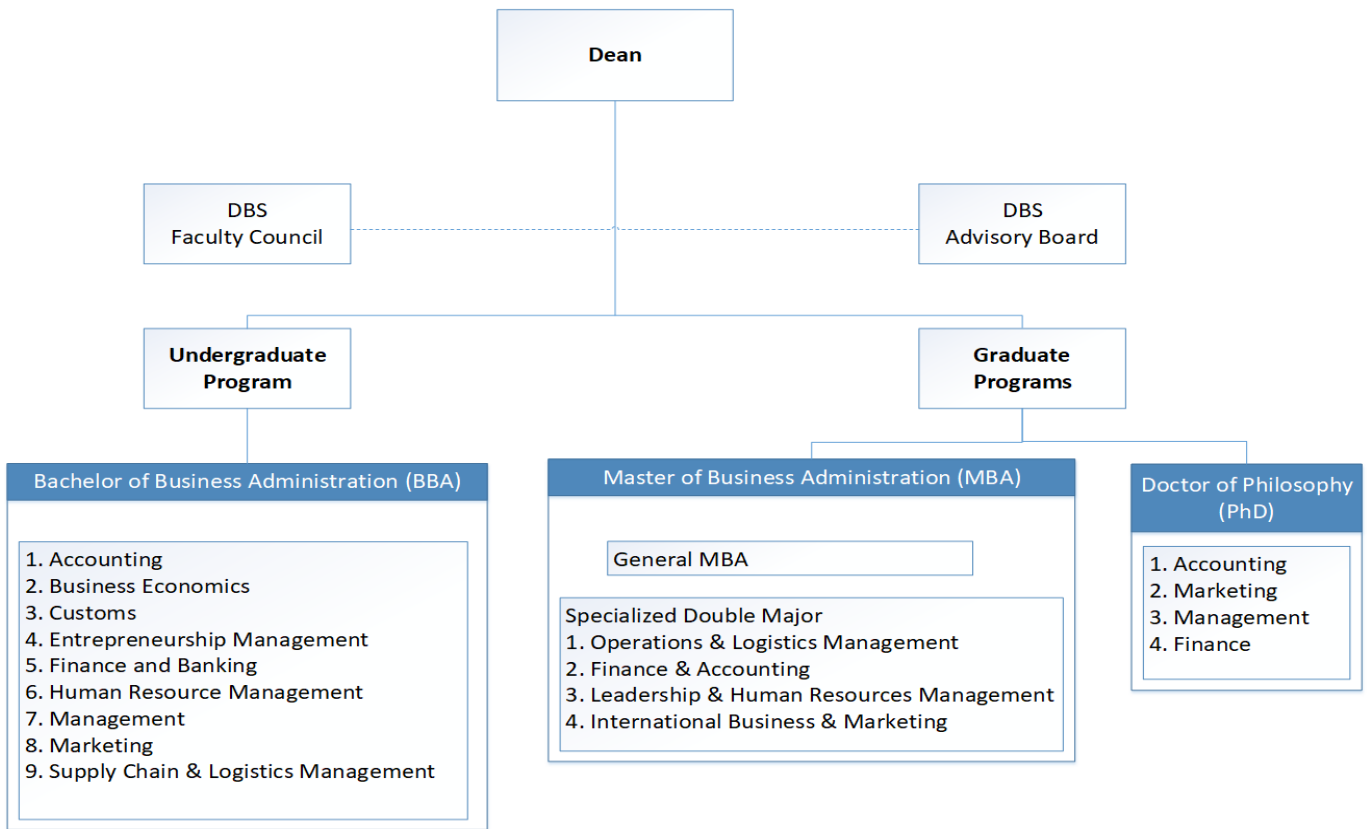 Dean
DBS
Faculty Council
DBS
Advisory Board
Undergraduate
Program
Graduate
Programs
Bachelor of Business Administration (BBA)
1. Accounting
2. Business Economics
3. Customs
4. Entrepreneurship Management
5. Finance and Banking
6. Human Resource Management
7. Management
8. Marketing
9. Supply Chain & Logistics Management
Master of Business Administration (MBA)
General MBA
Specialized Double Major
1. Operations & Logistics Management
2. Finance & Accounting
3. Leadership & Human Resources Management
4. International Business & Marketing
Doctor of Philosophy
(PhD)
1. Accounting
2. Marketing
3. Management
4. Finance